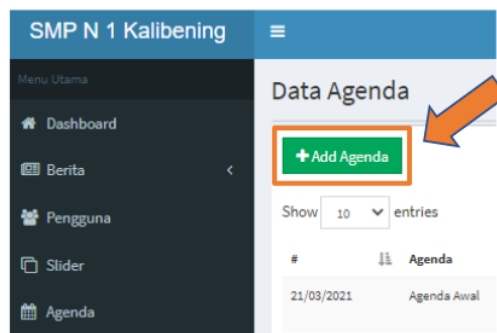 SMP N 1 Kalibening
Menu Utama
Dashboard
Berita
Pengguna
Slider
Agenda
Data Agenda
+Add Agenda
Show 10 entries
# Agenda
21/03/2021 Agenda Awal